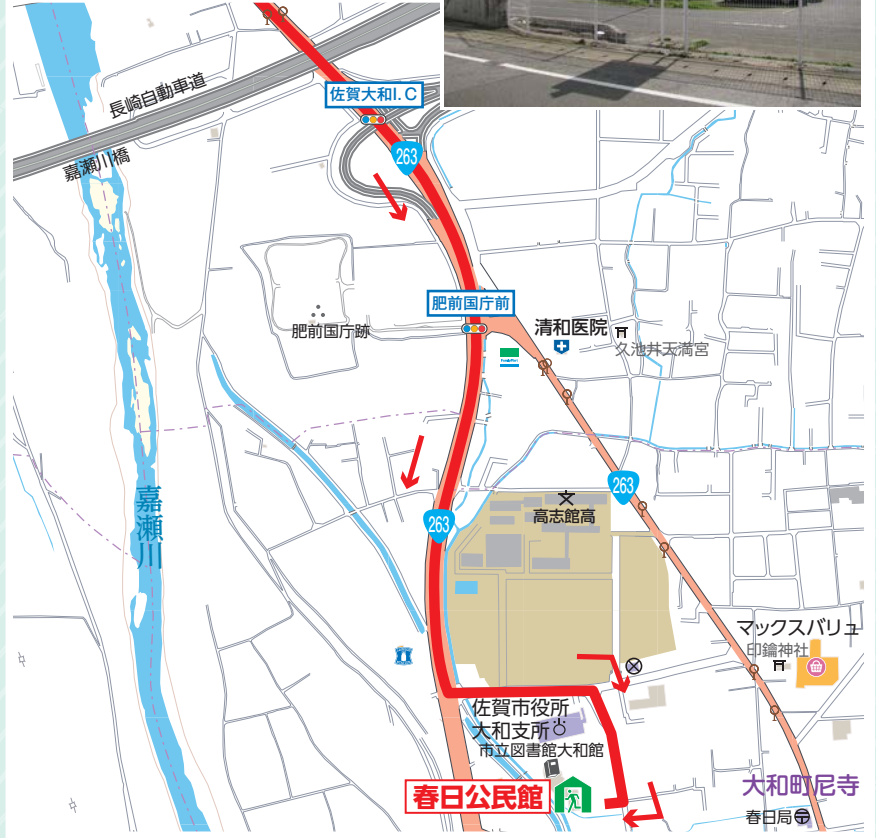 長崎自動車道
佐賀大和I.C
嘉瀬川橋
263
肥前国庁前
肥前国庁跡
清和医院
久池井天満宮
FamilyMart
263
263
高志館高
嘉瀬川
マックスバリュ
印鑰神社
佐賀市役所
大和支所
市立図書館大和館
春日公民館
大和町尼寺
春日局